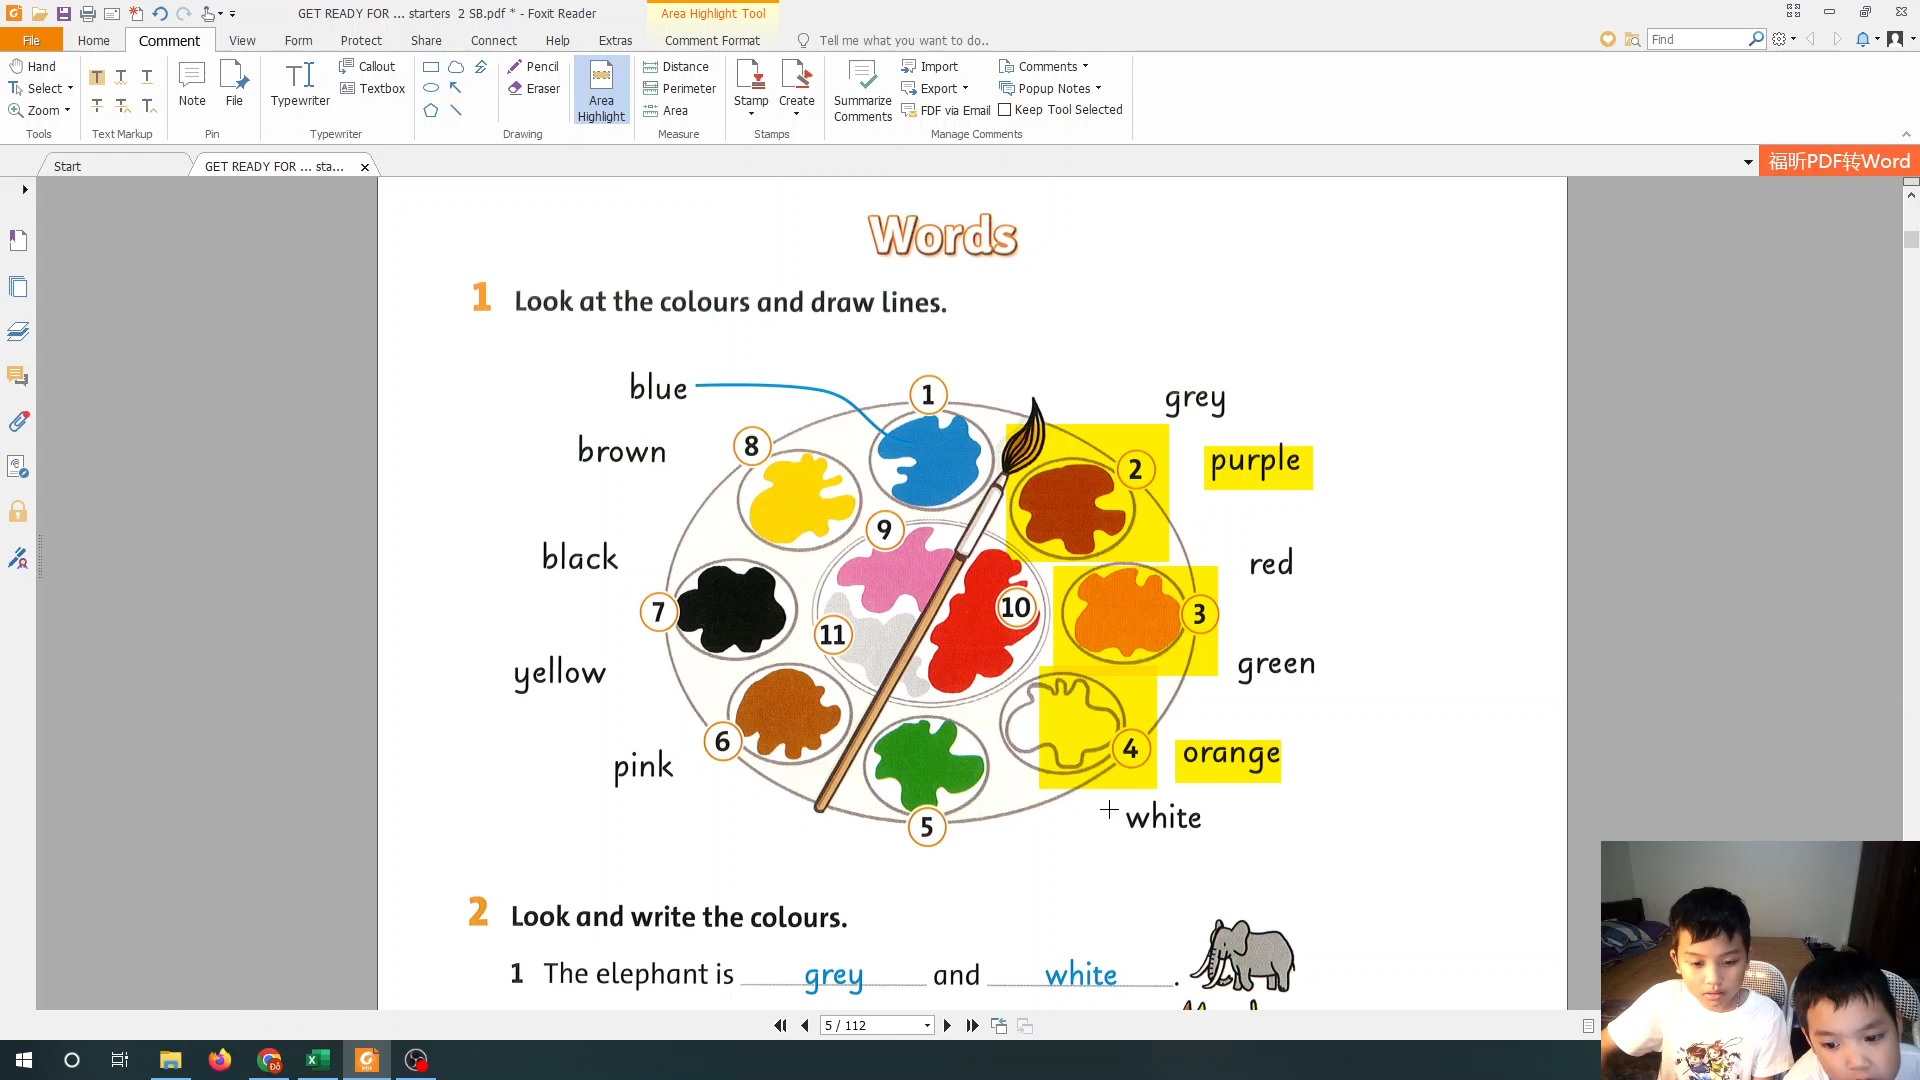 GET READY FOR ... starters 2 SB.pdf * - Foxit Reader
Area Highlight Tool
File Home Comment View Form Protect Share Connect Help Extras Comment Format Tell me what you want to do.. Find
Hand
Select
Zoom
Tools
Text Markup
Note
File
Pin
Typewriter
Callout
Textbox
Typewriter
Pencil
Eraser
Area Highlight
Drawing
Distance
Perimeter
Area
Measure
Stamp
Create
Stamps
Summarize Comments
Import
Export
FDF via Email
Comments
Popup Notes
Keep Tool Selected
Manage Comments
Start
GET READY FOR ... sta...
福昕PDF转Word
Words
1 Look at the colours and draw lines.
blue
1
grey
brown
8
2
purple
9
black
red
7
10
3
11
yellow
green
6
4
orange
pink
5
white
2 Look and write the colours.
1 The elephant is grey and white .
5 / 112